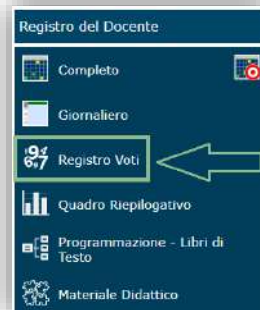 Registro del Docente
Completo
Giornaliero
Registro Voti
Quadro Riepilogativo
Programmazione - Libri di
Testo
Materiale Didattico